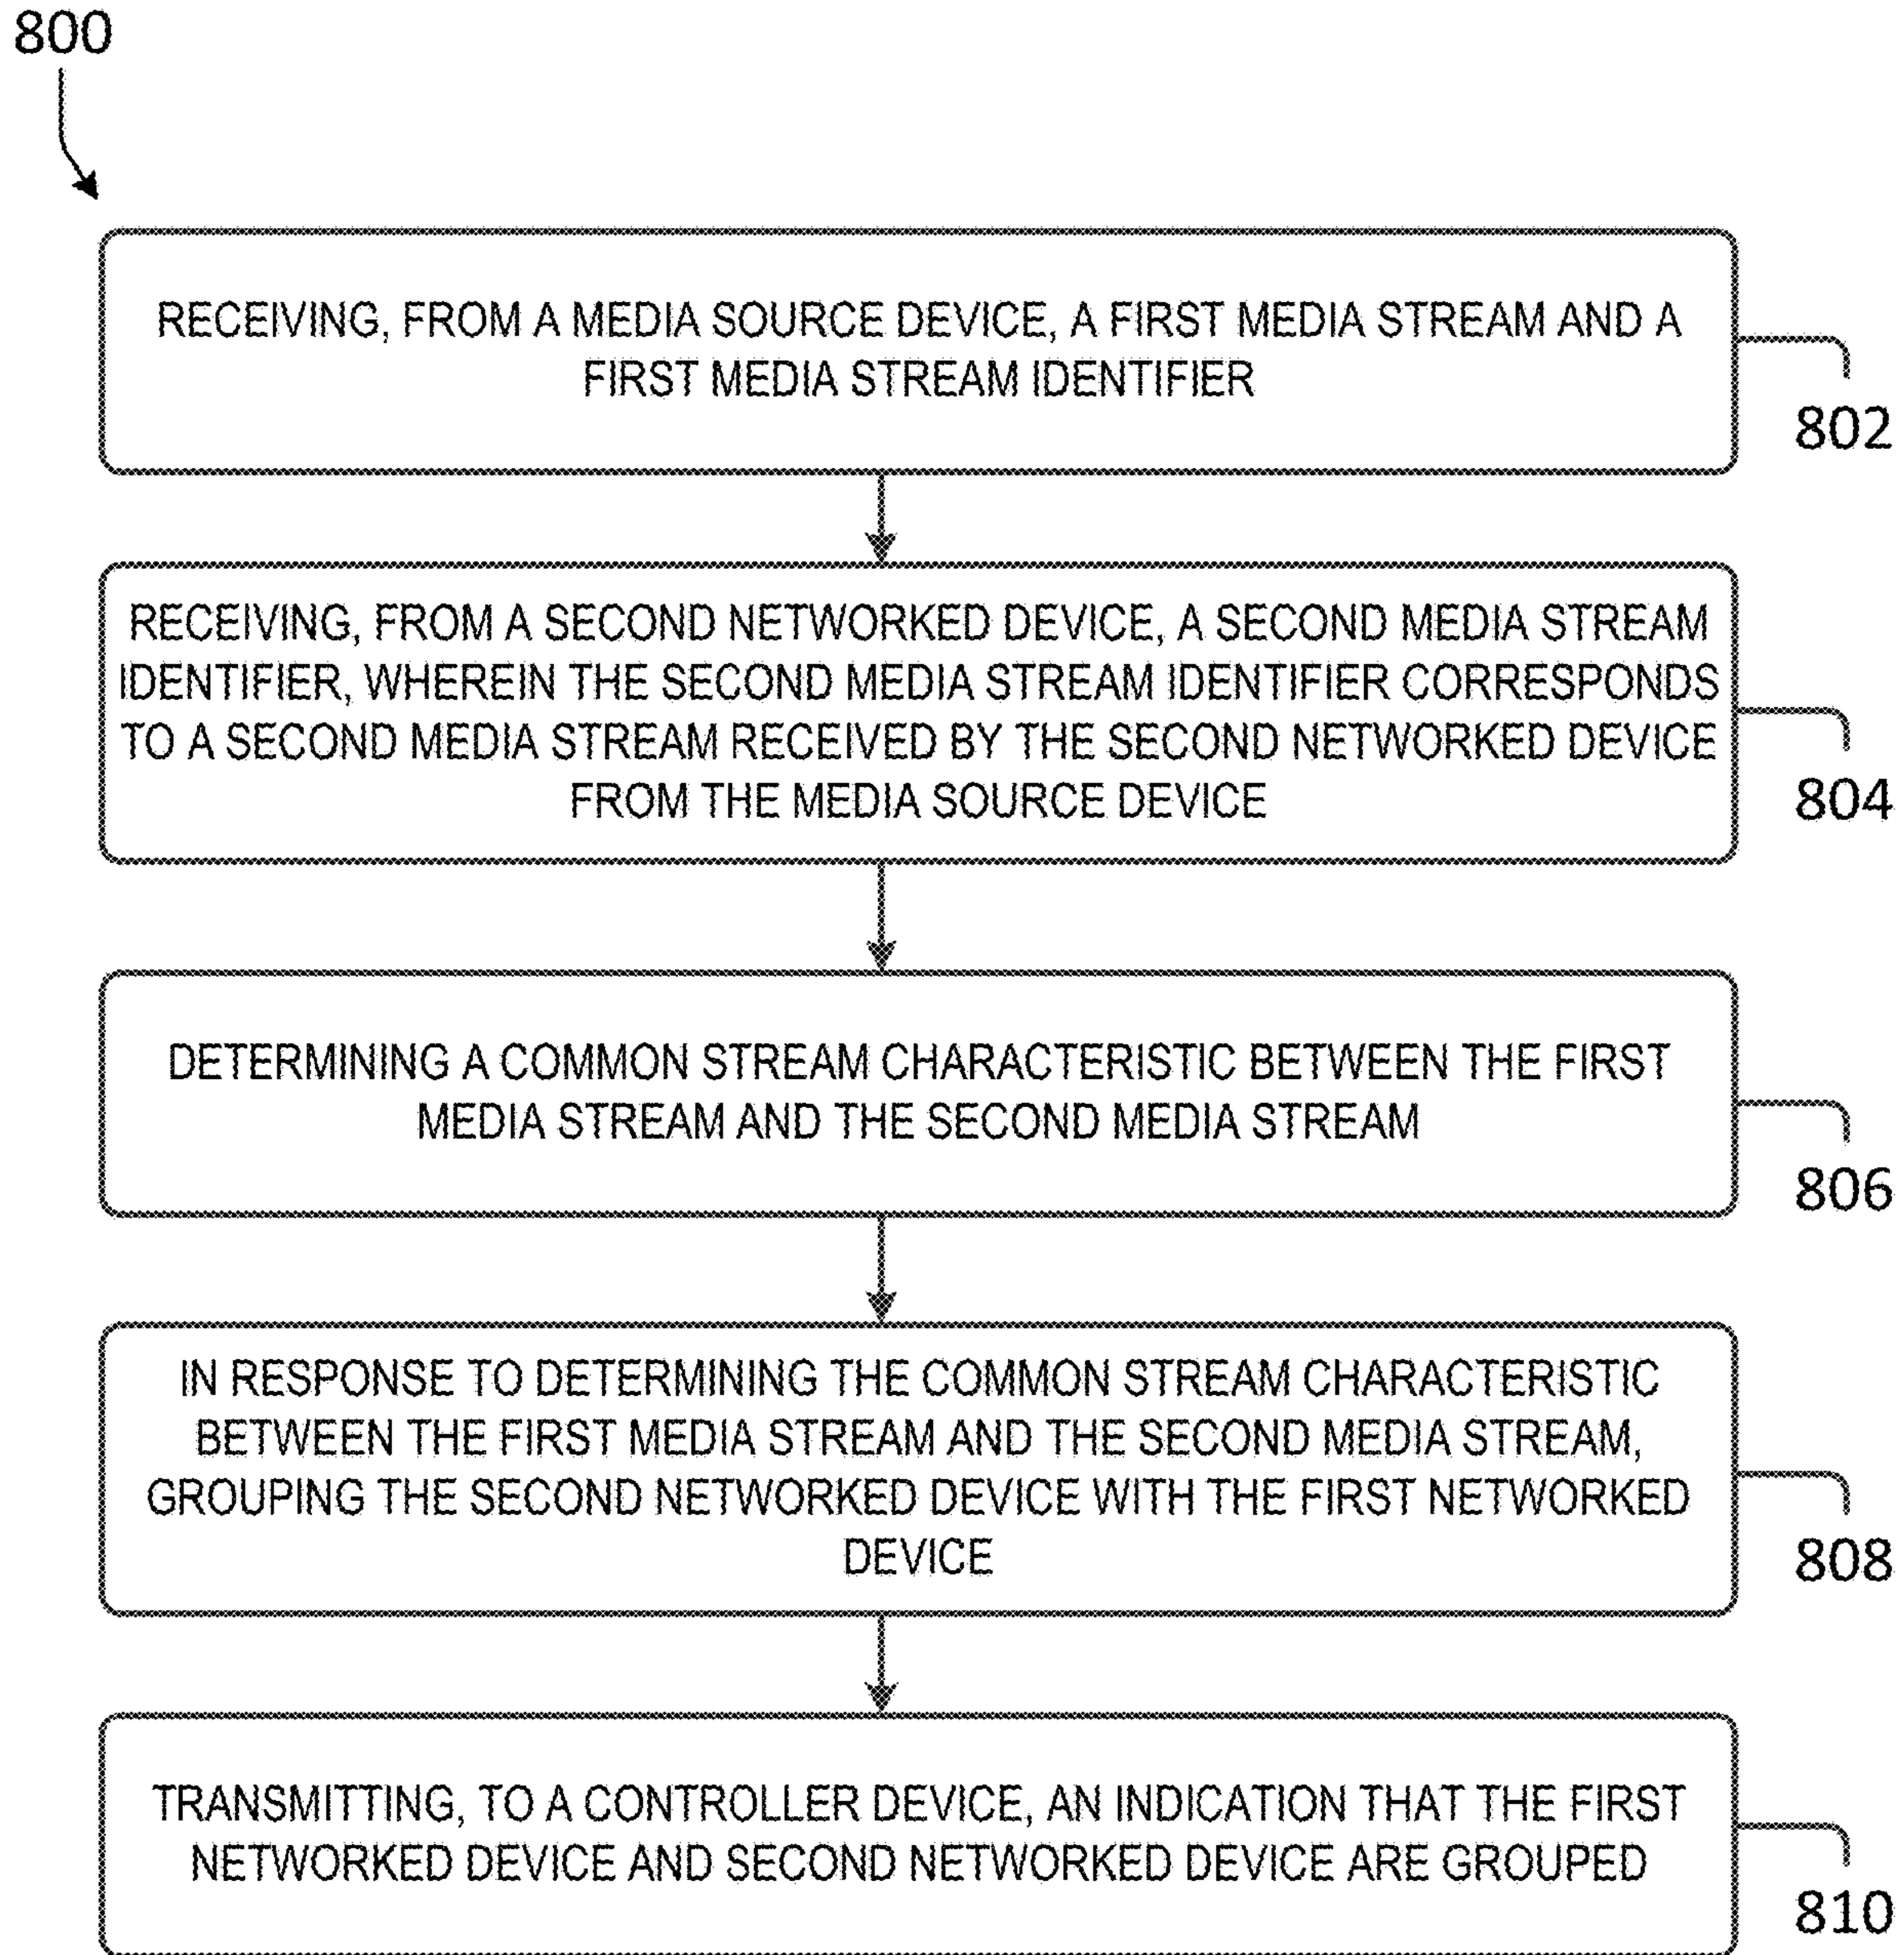 800
RECEIVING, FROM A MEDIA SOURCE DEVICE, A FIRST MEDIA STREAM AND A
FIRST MEDIA STREAM IDENTIFIER
802
RECEIVING, FROM A SECOND NETWORKED DEVICE, A SECOND MEDIA STREAM
IDENTIFIER, WHEREIN THE SECOND MEDIA STREAM IDENTIFIER CORRESPONDS
TO A SECOND MEDIA STREAM RECEIVED BY THE SECOND NETWORKED DEVICE
FROM THE MEDIA SOURCE DEVICE
804
DETERMINING A COMMON STREAM CHARACTERISTIC BETWEEN THE FIRST
MEDIA STREAM AND THE SECOND MEDIA STREAM
806
IN RESPONSE TO DETERMINING THE COMMON STREAM CHARACTERISTIC
BETWEEN THE FIRST MEDIA STREAM AND THE SECOND MEDIA STREAM,
GROUPING THE SECOND NETWORKED DEVICE WITH THE FIRST NETWORKED
DEVICE
808
TRANSMITTING, TO A CONTROLLER DEVICE, AN INDICATION THAT THE FIRST
NETWORKED DEVICE AND SECOND NETWORKED DEVICE ARE GROUPED
810